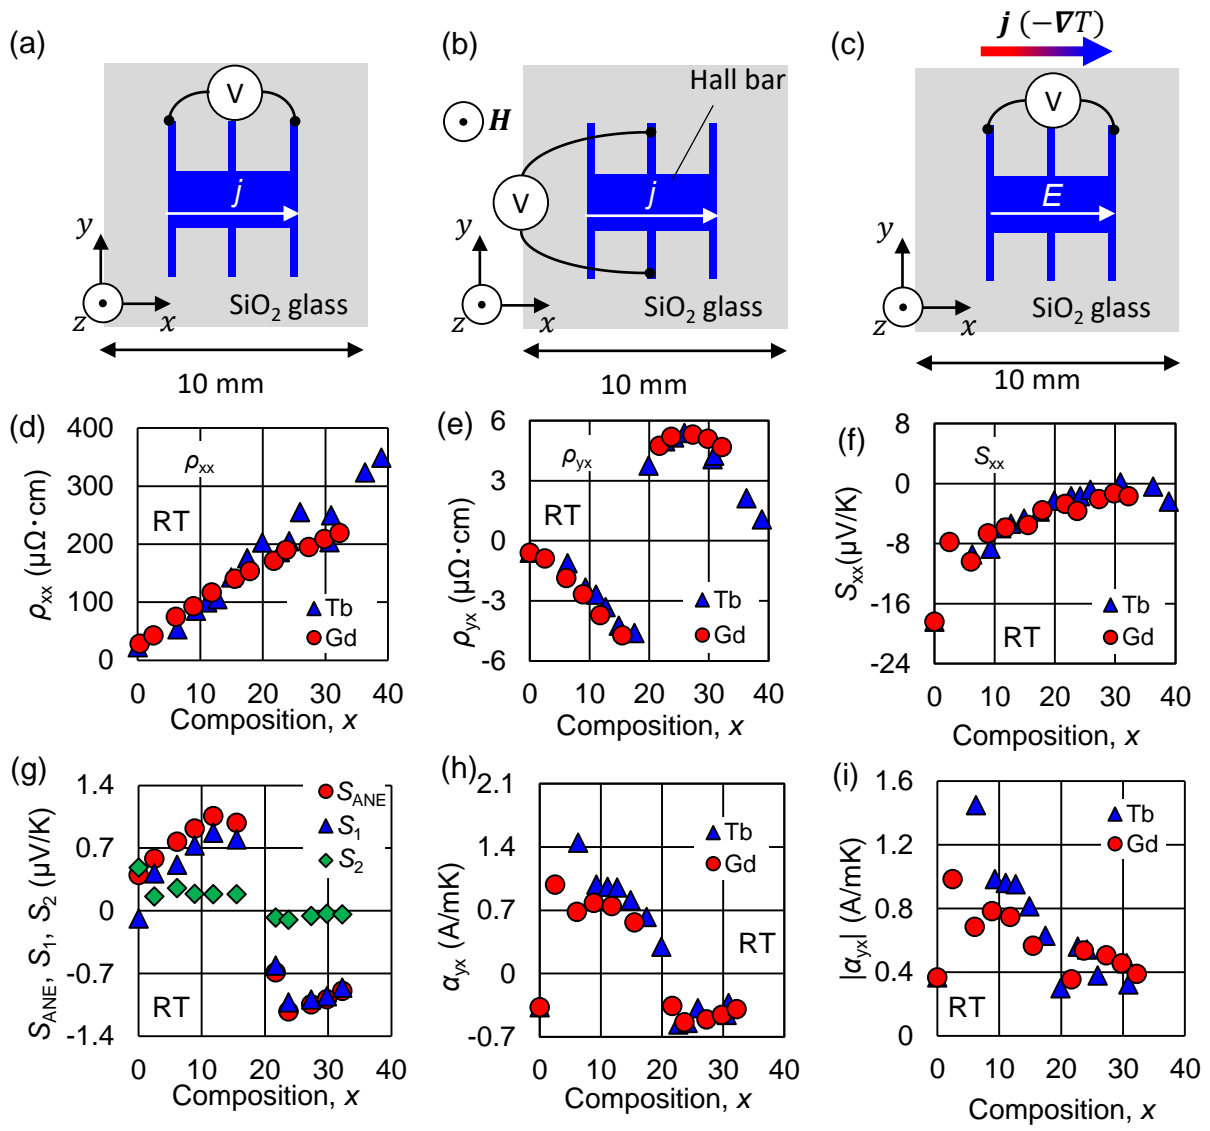 (a)
V
j
y
z
x
SiO2 glass
10 mm
(b)
Hall bar
H
V
j
y
z
x
SiO2 glass
10 mm
(c)
j (−∇T)
V
E
y
z
x
SiO2 glass
10 mm
(d)
ρxx (μΩ·cm)
400
300
200
100
0
ρxx
RT
Tb
Gd
0 10 20 30 40
Composition, x
(e)
ρyx (μΩ·cm)
6
3
0
-3
-6
ρyx
RT
Tb
Gd
0 10 20 30 40
Composition, x
(f)
Sxx(μV/K)
8
0
-8
-16
-24
Sxx
Tb
Gd
RT
0 10 20 30 40
Composition, x
(g)
SANE, S1, S2 (μV/K)
1.4
0.7
0
-0.7
-1.4
SANE
S1
S2
RT
0 10 20 30 40
Composition, x
(h)
αyx (A/mK)
2.1
1.4
0.7
0
-0.7
Tb
Gd
RT
0 10 20 30 40
Composition, x
(i)
|αyx| (A/mK)
1.6
1.2
0.8
0.4
0
Tb
Gd
RT
0 10 20 30 40
Composition, x